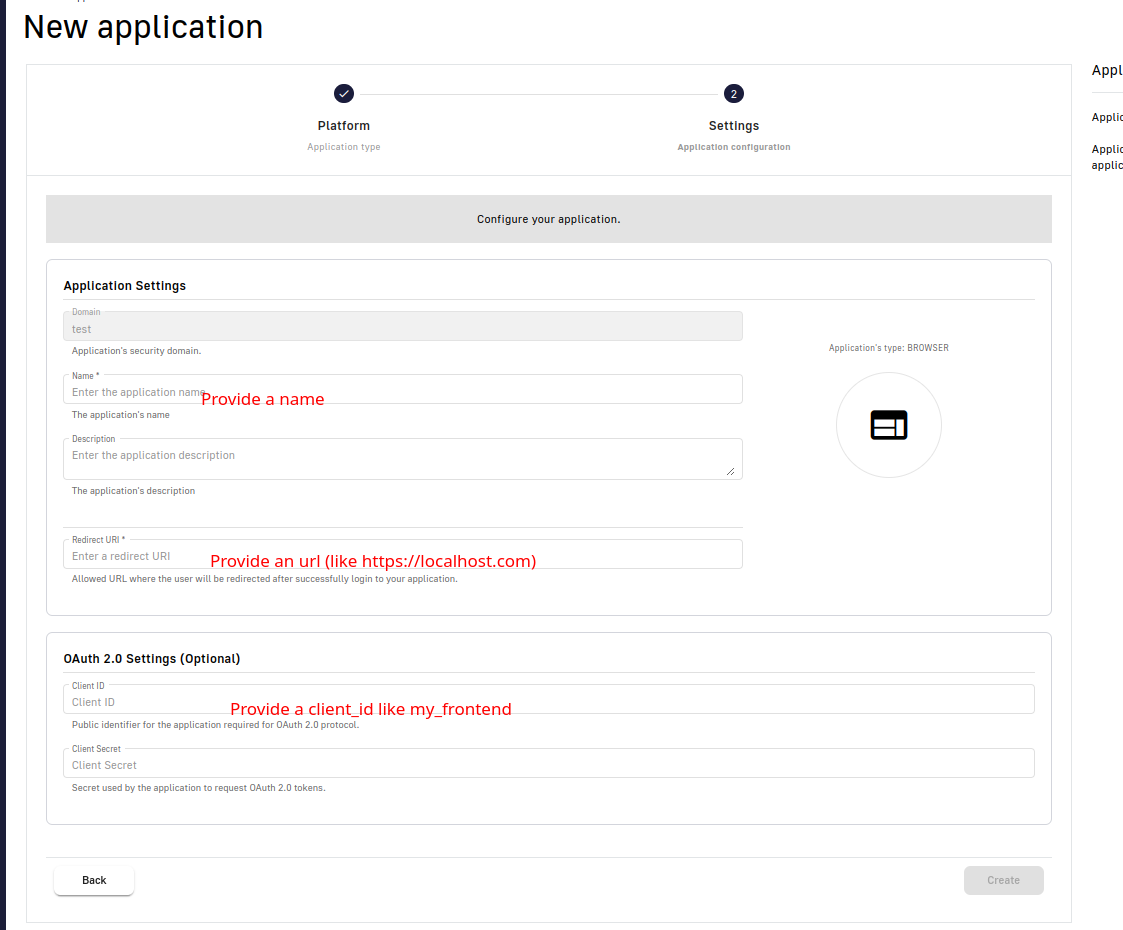 New application
Appl
Platform
Application type
2
Settings
Application configuration
Applic
Applic
applic
Configure your application.
Application Settings
Domain
test
Application's security domain.
Application's type: BROWSER
Name *
Enter the application name
Provide a name
The application's name
Description
Enter the application description
The application's description
Redirect URI *
Enter a redirect URI
Provide an url (like https://localhost.com)
Allowed URL where the user will be redirected after successfully login to your application.
OAuth 2.0 Settings (Optional)
Client ID
Client ID
Provide a client_id like my_frontend
Public identifier for the application required for OAuth 2.0 protocol.
Client Secret
Client Secret
Secret used by the application to request OAuth 2.0 tokens.
Back
Create